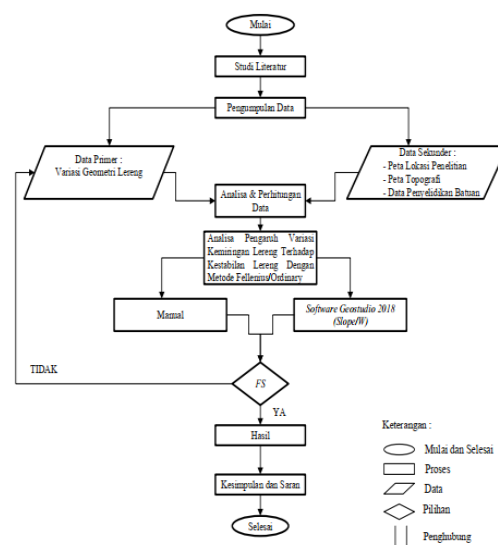 Mulai
Studi Literatur
Pengumpulan Data
Data Primer :
Variasi Geometri Lereng
Data Sekunder :
- Peta Lokasi Penelitian
- Peta Topografi
- Data Penyelidikan Batuan
Analisa & Perhitungan
Data
Analisa Pengaruh Variasi
Kemiringan Lereng Terhadap
Kestabilan Lereng Dengan
Metode Fellenius/Ordinary
Manual
Software Geostudio 2018
(Slope/W)
TIDAK
FS
YA
Hasil
Kesimpulan dan Saran
Selesai
Keterangan :
Mulai dan Selesai
Proses
Data
Pilihan
Penghubung